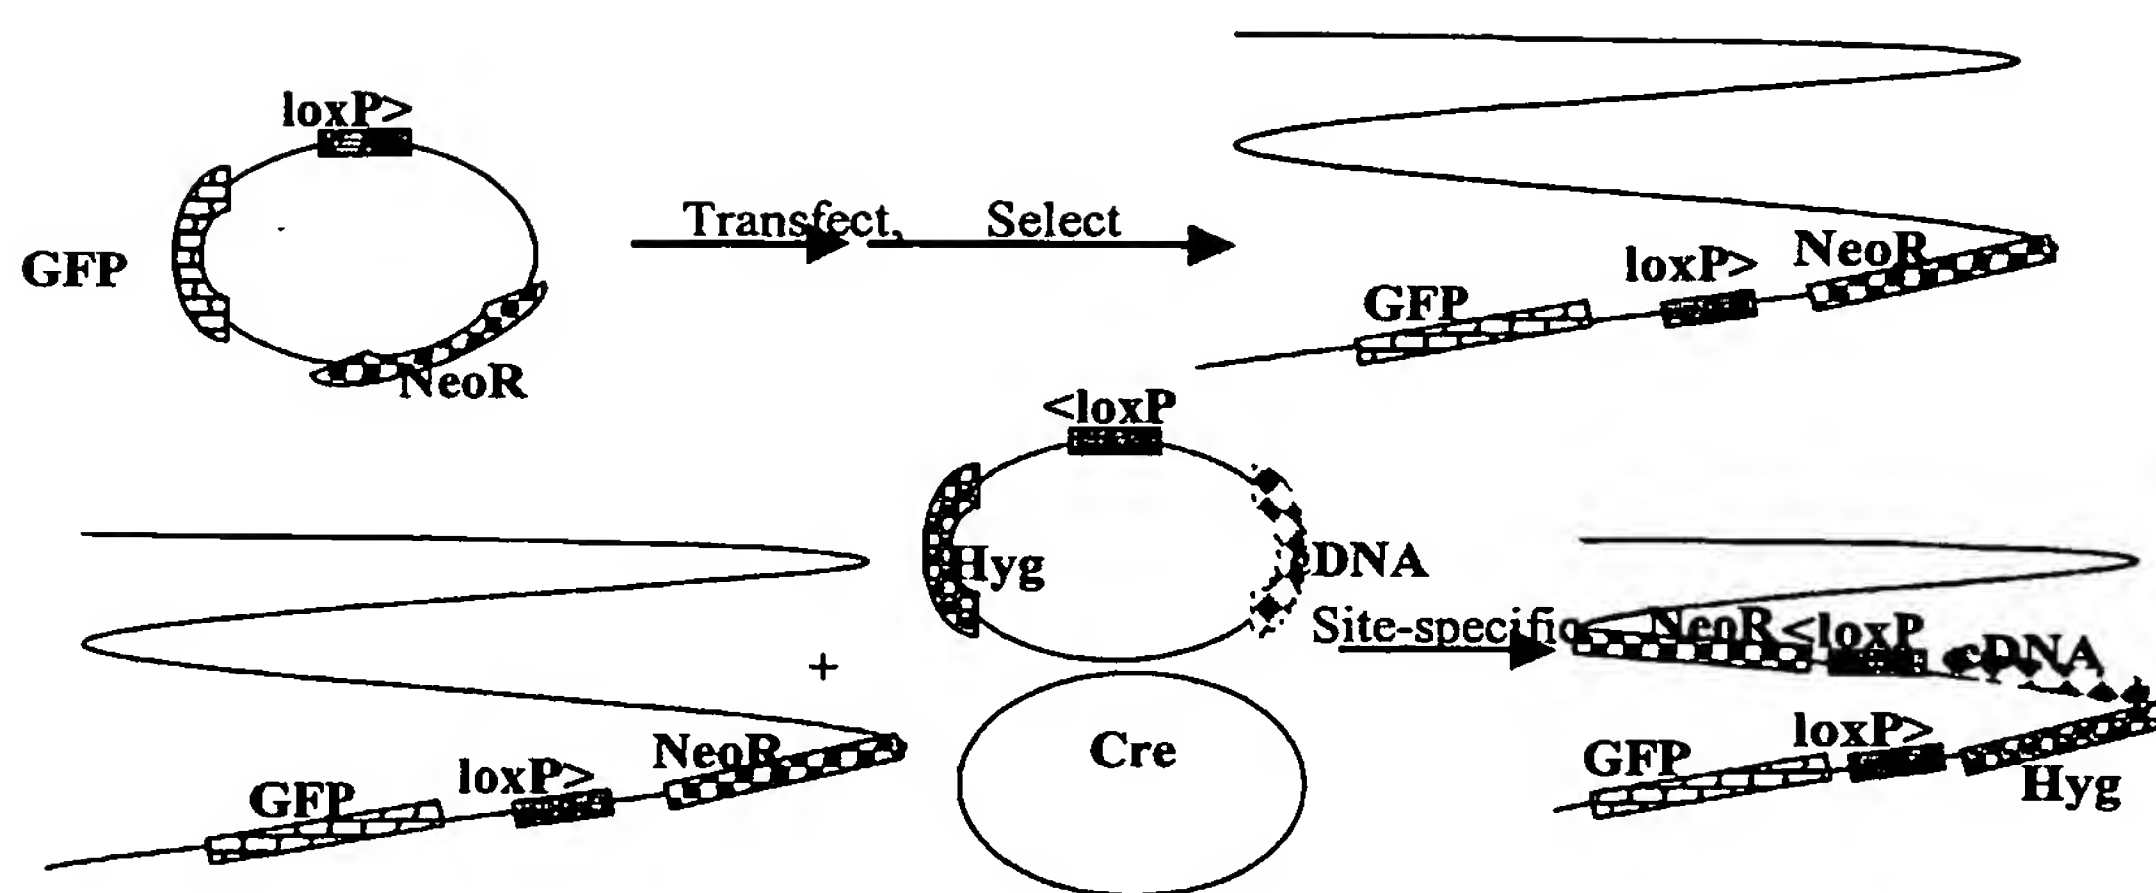 loxP>
GFP
NeoR
Transfect, Select
GFP
loxP>
NeoR
<loxP
Hyg
cDNA
Cre
+
GFP
loxP>
NeoR
Site-specific
NeoR
<loxP
cDNA
GFP
loxP>
Hyg